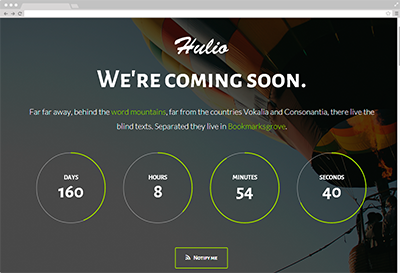 Hulio
We're coming soon.
Far far away, behind the word mountains, far from the countries Vokalia and Consonantia, there live the
blind texts. Separated they live in Bookmarksgrove.
DAYS
160
HOURS
8
MINUTES
54
SECONDS
40
Notify me